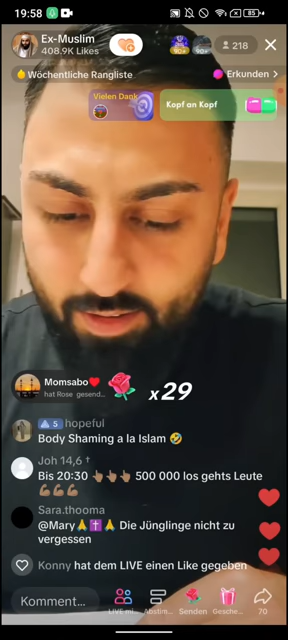 19:58
85
Ex-Muslim
408.9K Likes
90
90
218
Wöchentliche Rangliste
Erkunden >
Vielen Dank
Kopf an Kopf
Momsabo❤️
hat Rose gesend...
x29
5 hopeful
Body Shaming a la Islam 🤣
Joh 14,6 †
Bis 20:30 👆🏽👆🏽👆🏽 500 000 los gehts Leute
💪🏽💪🏽💪🏽
Sara.thooma
@Mary🙏✝️🙏 Die Jünglinge nicht zu
vergessen
Konny hat dem LIVE einen Like gegeben
Komment...
LIVE mi...
Abstim...
Senden
Gesche...
70